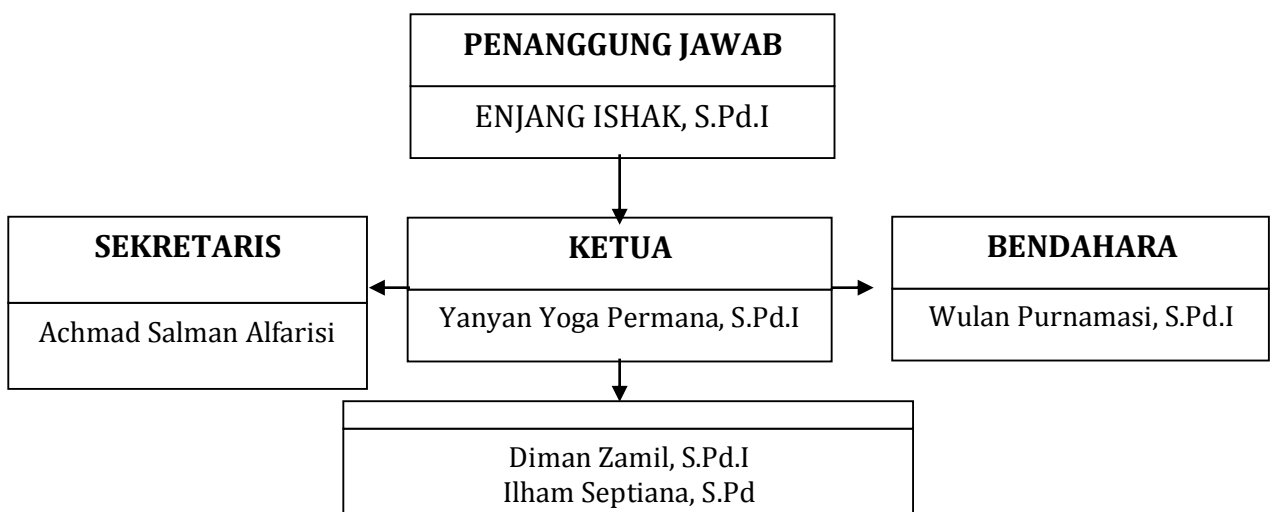 PENANGGUNG JAWAB
ENJANG ISHAK, S.Pd.I
SEKRETARIS
Achmad Salman Alfarisi
KETUA
Yanyan Yoga Permana, S.Pd.I
BENDAHARA
Wulan Purnamasi, S.Pd.I
Diman Zamil, S.Pd.I
Ilham Septiana, S.Pd